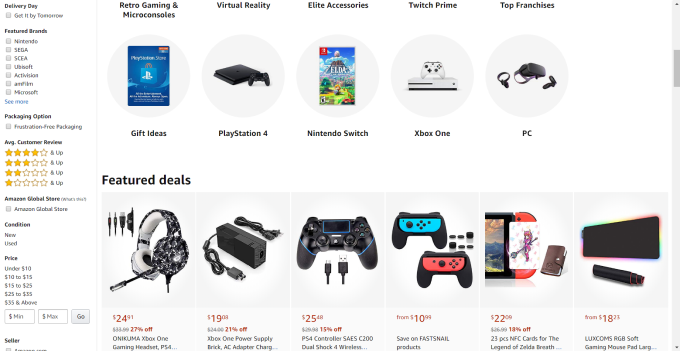 Delivery Day
Get It by Tomorrow
Featured Brands
Nintendo
SEGA
SCEA
Ubisoft
Activision
amFilm
Microsoft
See more
Packaging Option
Frustration-Free Packaging
Avg. Customer Review
& Up
& Up
& Up
& Up
Amazon Global Store (What's this?)
Amazon Global Store
Condition
New
Used
Price
Under $10
$10 to $15
$15 to $25
$25 to $35
$35 & Above
$ Min $ Max Go
Seller
Retro Gaming &
Microconsoles
Virtual Reality
Elite Accessories
Twitch Prime
Top Franchises
PlayStation Store
Gift Ideas
PlayStation 4
Nintendo Switch
Xbox One
PC
Featured deals
$24.91
$33.99 27% off
ONIKUMA Xbox One
Gaming Headset, PS4...
$19.08
$24.00 21% off
Xbox One Power Supply
Brick, AC Adapter Charg...
$25.48
$29.98 15% off
PS4 Controller SAES C200
Dual Shock 4 Wireless...
from $10.99
Save on FASTSNAIL
products
$22.09
$26.99 18% off
23 pcs NFC Cards for The
Legend of Zelda Breath ...
from $18.23
LUXCOMS RGB Soft
Gaming Mouse Pad Larg...